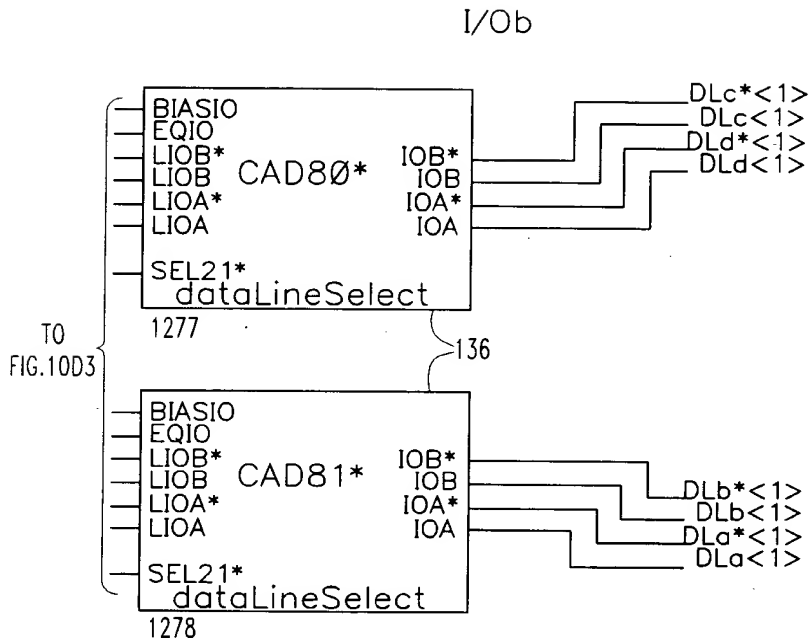 I/Ob
BIASIO
EQIO
LIOB*
LIOB
LIOA*
LIOA
SEL21*
CAD80*
IOB*
IOB
IOA*
IOA
dataLineSelect
1277
DLc*<1>
DLc<1>
DLd*<1>
DLd<1>
TO
FIG.10D3
136
BIASIO
EQIO
LIOB*
LIOB
LIOA*
LIOA
SEL21*
CAD81*
IOB*
IOB
IOA*
IOA
dataLineSelect
1278
DLb*<1>
DLb<1>
DLa*<1>
DLa<1>